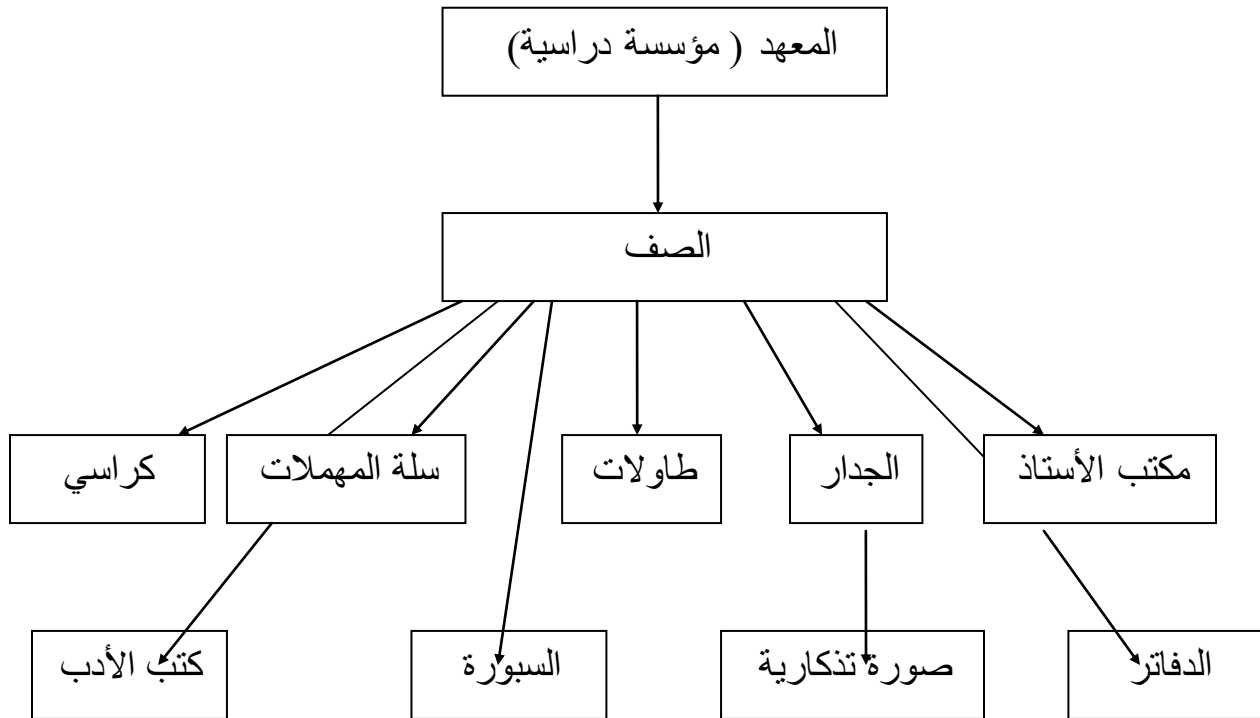 المعهد ( مؤسسة دراسية)
الصف
مكتب الأستاذ
الجدار
طاولات
سلة المهملات
كراسي
الدفاتر
صورة تذكارية
السبورة
كتب الأدب